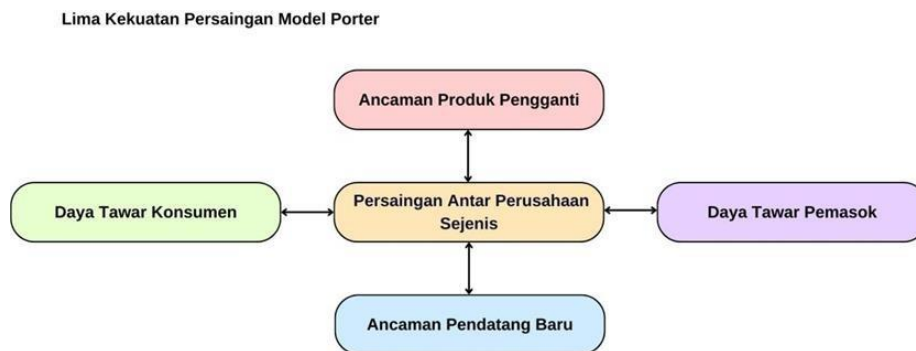 Lima Kekuatan Persaingan Model Porter
Ancaman Produk Pengganti
Daya Tawar Konsumen
Persaingan Antar Perusahaan
Sejenis
Daya Tawar Pemasok
Ancaman Pendatang Baru